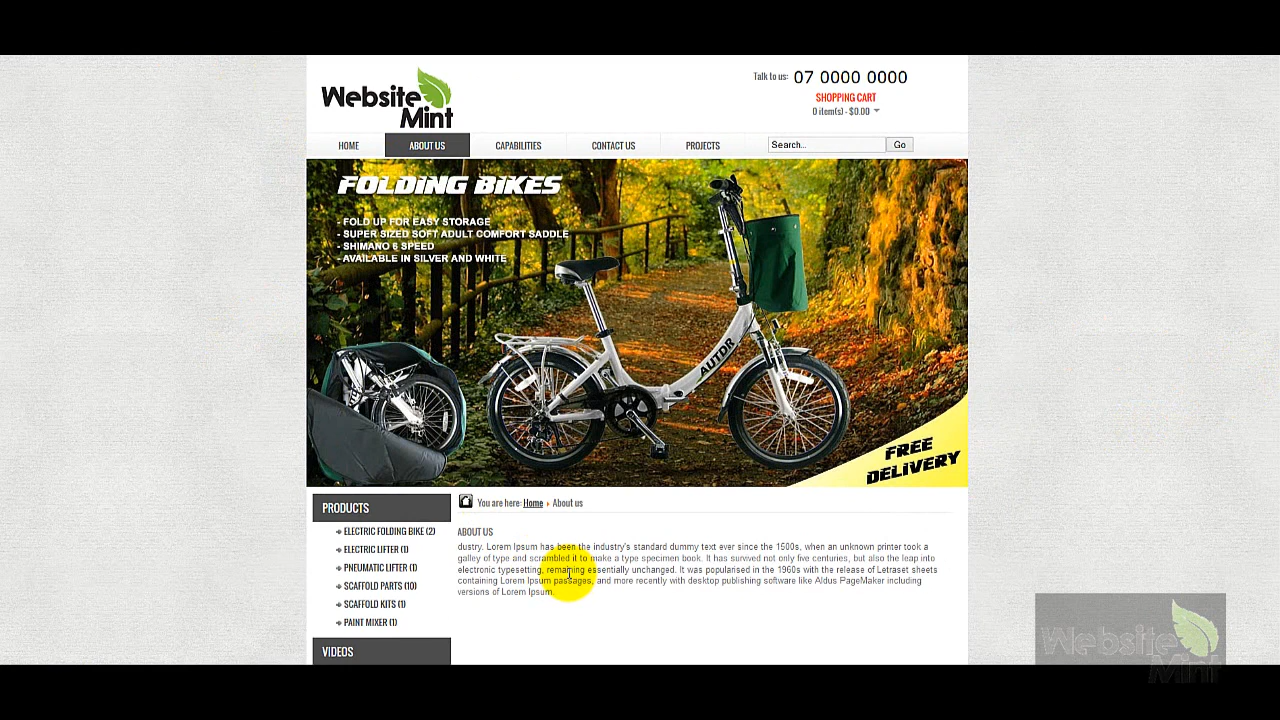 Website
Mint
Talk to us: 07 0000 0000
SHOPPING CART
0 item(s) - $0.00
HOME
ABOUT US
CAPABILITIES
CONTACT US
PROJECTS
Search...
Go
FOLDING BIKES
- FOLD UP FOR EASY STORAGE
- SUPER SIZED SOFT ADULT COMFORT SADDLE
- SHIMANO 6 SPEED
- AVAILABLE IN SILVER AND WHITE
AUTDR
FREE
DELIVERY
PRODUCTS
ELECTRIC FOLDING BIKE (2)
ELECTRIC LIFTER (1)
PNEUMATIC LIFTER (1)
SCAFFOLD PARTS (10)
SCAFFOLD KITS (1)
PAINT MIXER (1)
VIDEOS
You are here: Home About us
ABOUT US
dustry. Lorem Ipsum has been the industry's standard dummy text ever since the 1500s, when an unknown printer took a
galley of type and scrambled it to make a type specimen book. It has survived not only five centuries, but also the leap into
electronic typesetting, remaining essentially unchanged. It was popularised in the 1960s with the release of Letraset sheets
containing Lorem Ipsum passages, and more recently with desktop publishing software like Aldus PageMaker including
versions of Lorem Ipsum.
Website
Mint